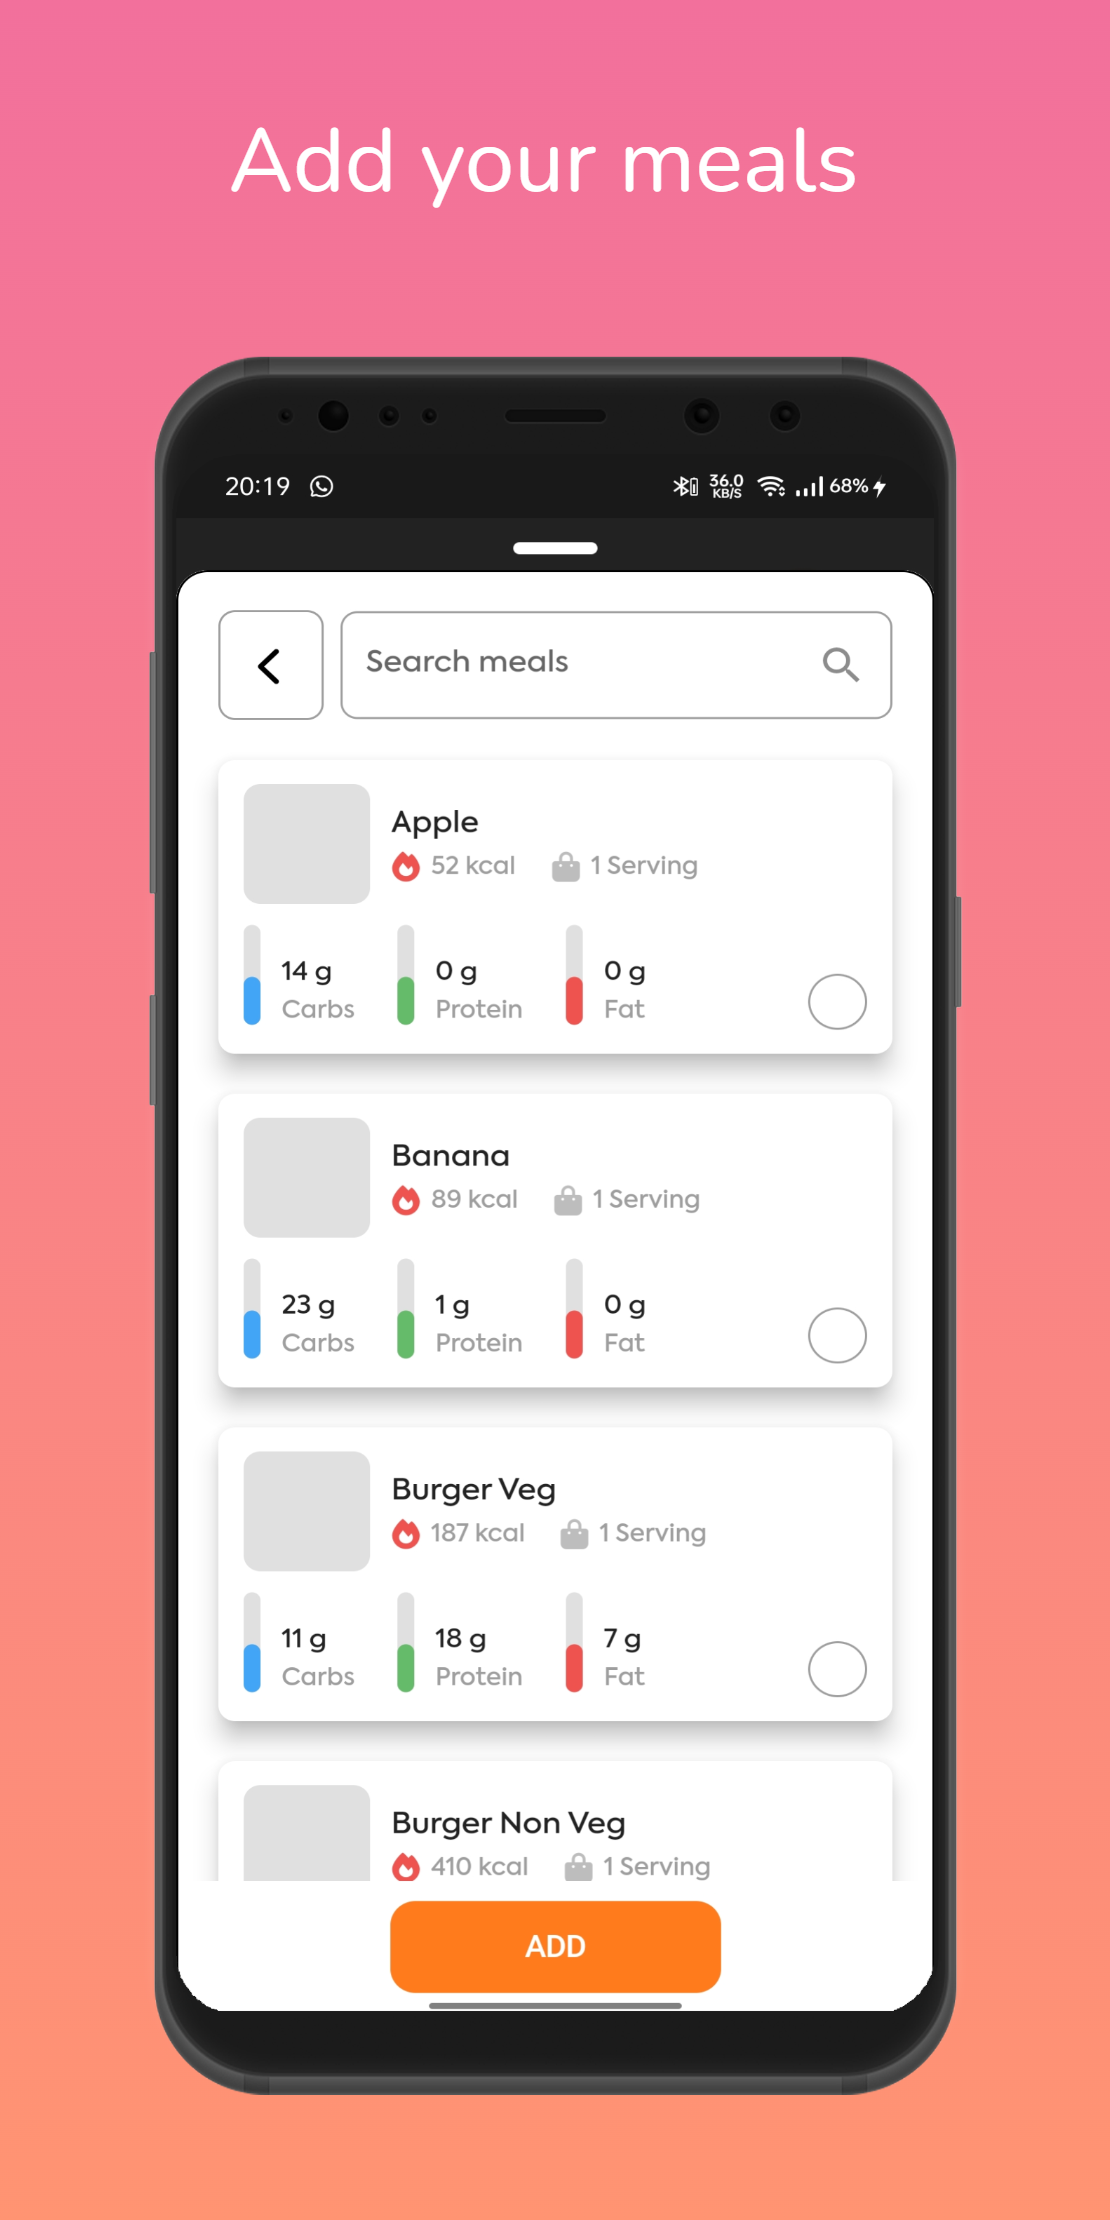 Add your meals
20:19 36.0 KB/S 68%
Search meals
Apple
52 kcal 1 Serving
14 g 0 g 0 g
Carbs Protein Fat
Banana
89 kcal 1 Serving
23 g 1 g 0 g
Carbs Protein Fat
Burger Veg
187 kcal 1 Serving
11 g 18 g 7 g
Carbs Protein Fat
Burger Non Veg
410 kcal 1 Serving
ADD